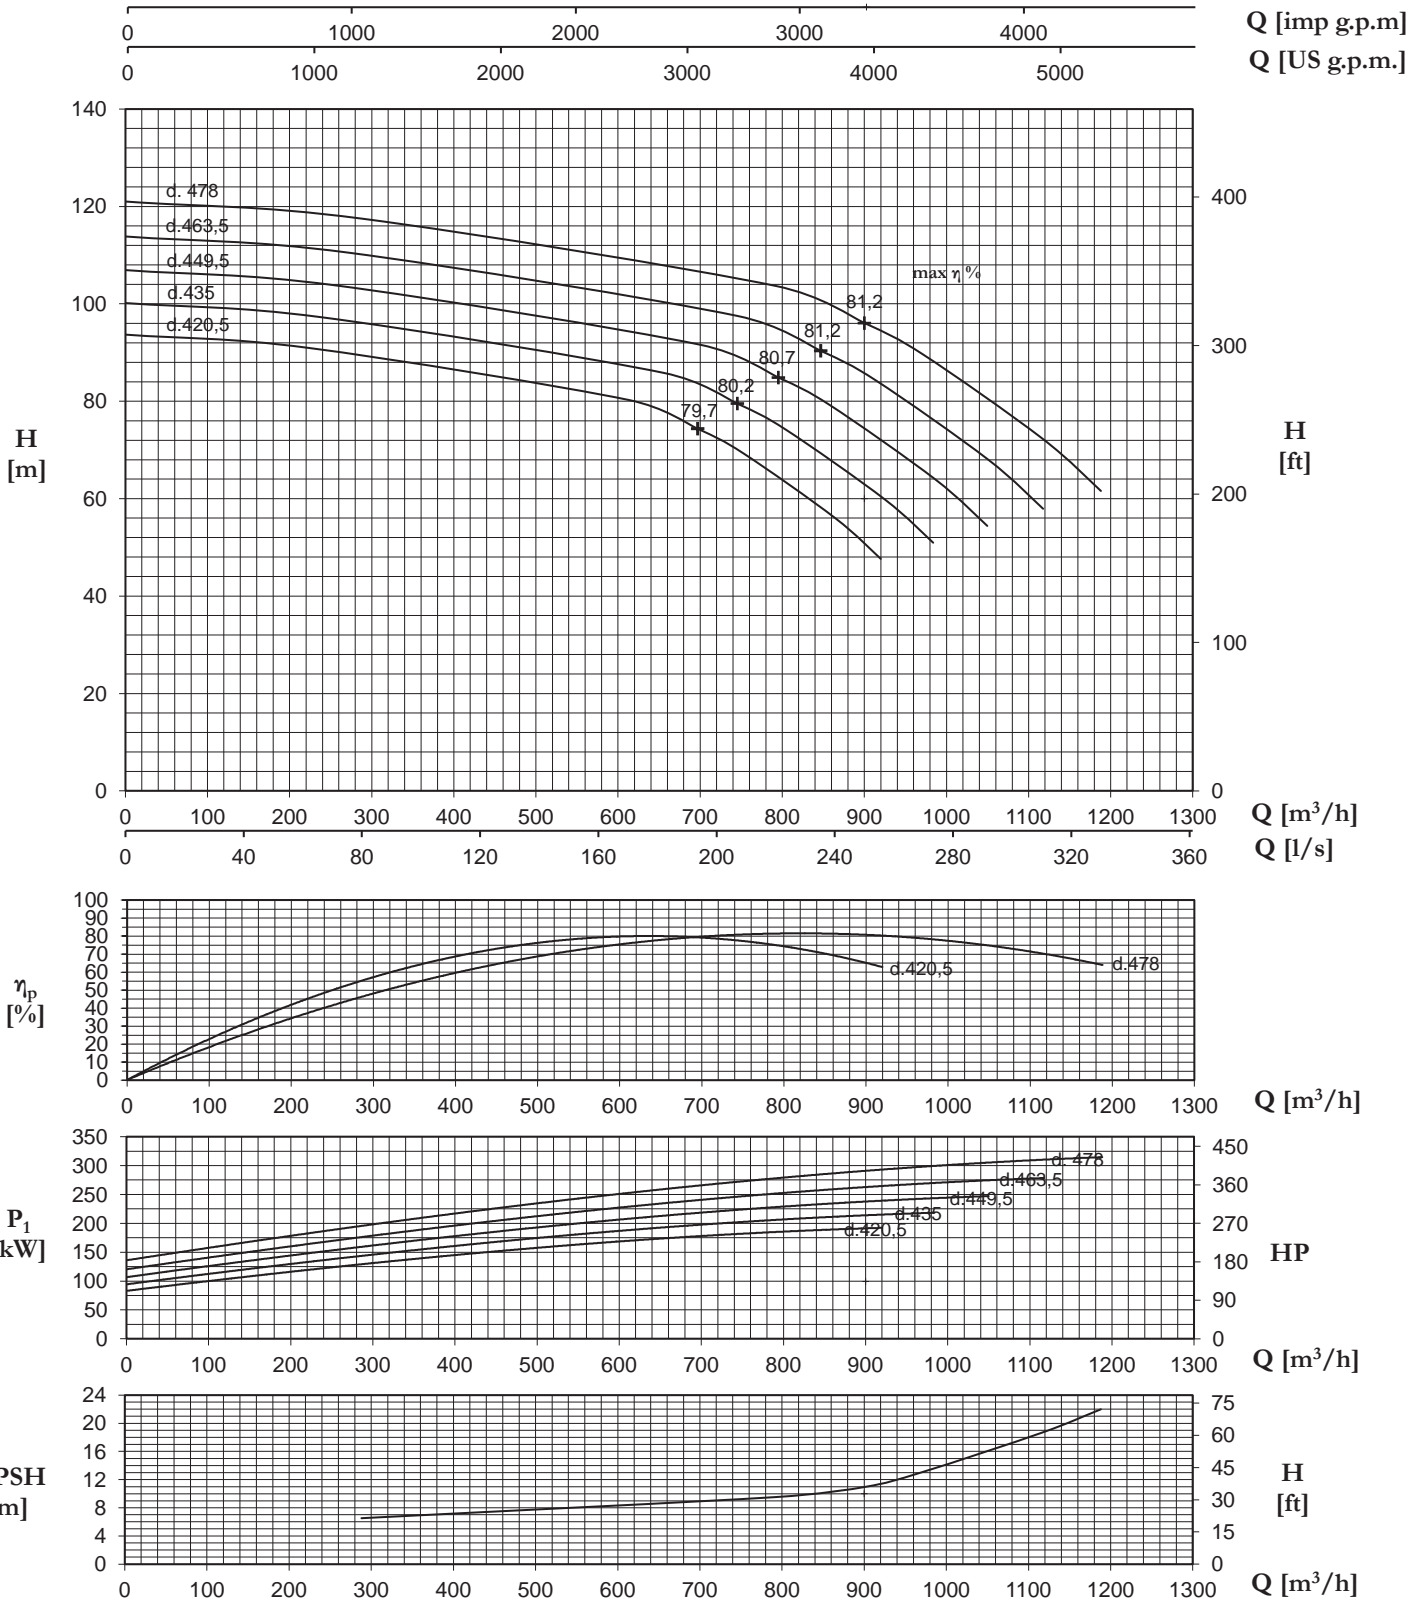 0 1000 2000 3000 4000 Q [imp g.p.m]
0 1000 2000 3000 4000 5000 Q [US g.p.m.]
140
120
100
80
60
40
20
0
H
[m]
d. 478
d.463,5
d.449,5
d.435
d.420,5
max η %
81,2
81,2
80,7
80,2
79,7
400
300
200
100
0
H
[ft]
0 100 200 300 400 500 600 700 800 900 1000 1100 1200 1300 Q [m³/h]
0 40 80 120 160 200 240 280 320 360 Q [l/s]
100
90
80
70
60
50
40
30
20
10
0
ηp
[%]
d.420,5
d.478
0 100 200 300 400 500 600 700 800 900 1000 1100 1200 1300 Q [m³/h]
350
300
250
200
150
100
50
0
P₁
kW]
d. 478
d.463,5
d.449,5
d.435
d.420,5
450
360
270
180
90
0
HP
0 100 200 300 400 500 600 700 800 900 1000 1100 1200 1300 Q [m³/h]
24
20
16
12
8
4
0
PSH
m]
75
60
45
30
15
0
H
[ft]
0 100 200 300 400 500 600 700 800 900 1000 1100 1200 1300 Q [m³/h]